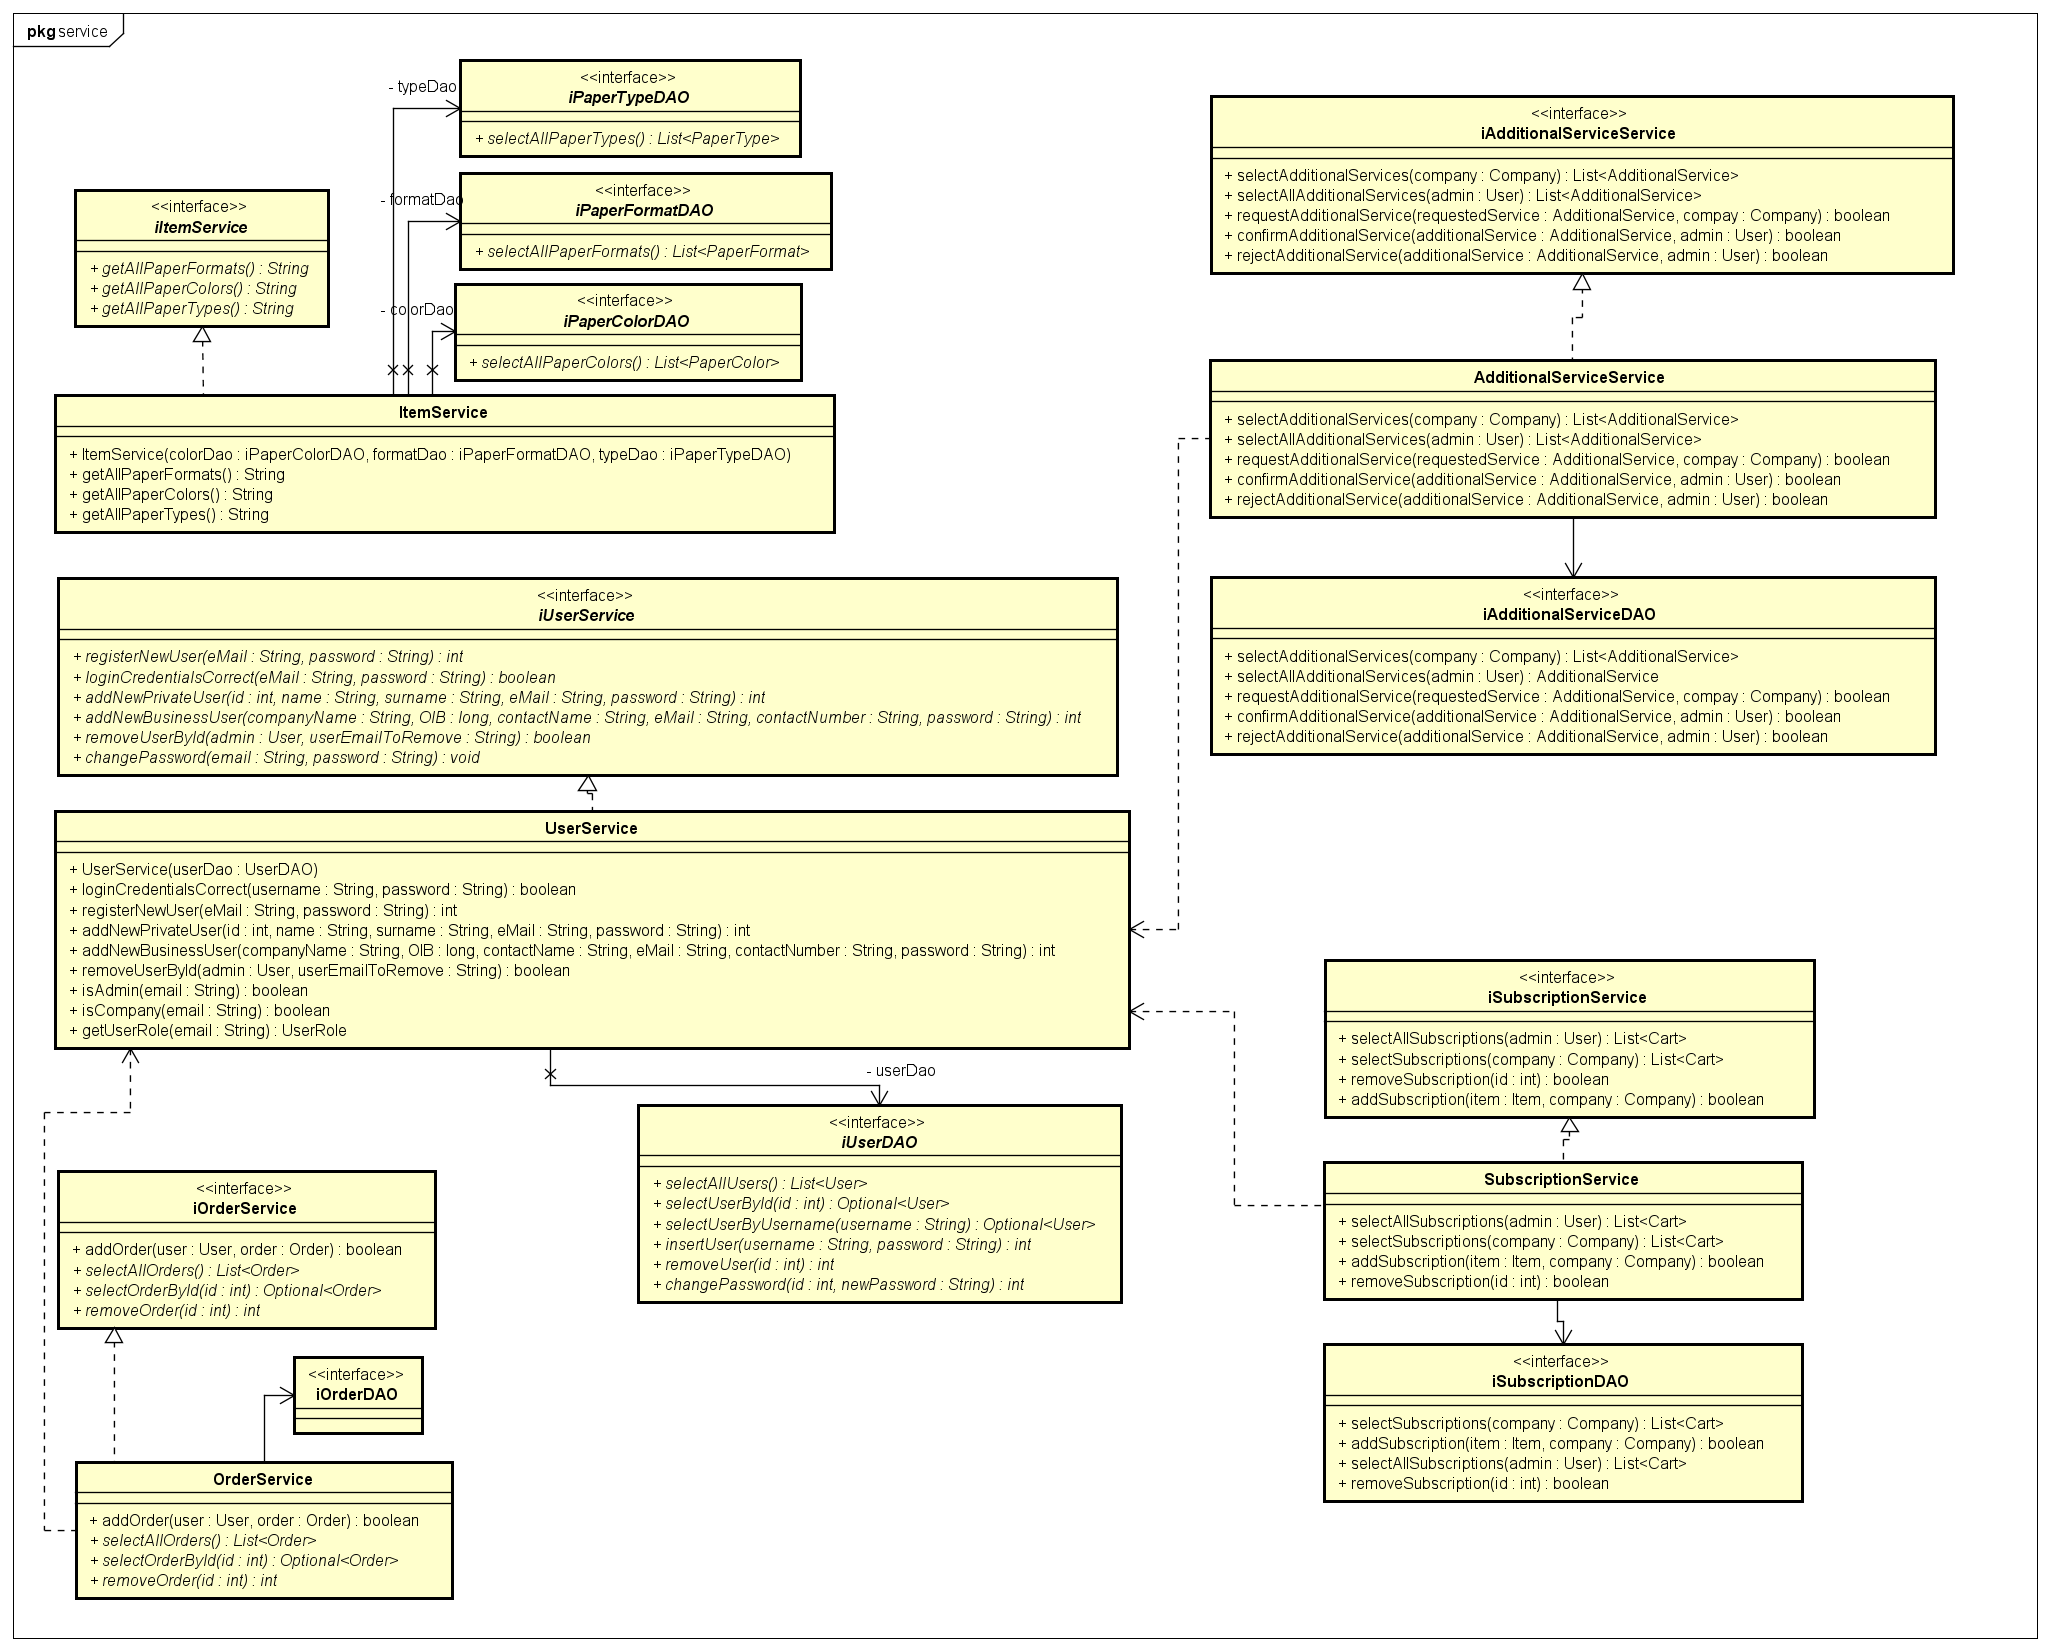 pkg service
- typeDao
<<interface>>
iPaperTypeDAO
+ selectAllPaperTypes() : List<PaperType>
- formatDao
<<interface>>
iPaperFormatDAO
+ selectAllPaperFormats() : List<PaperFormat>
- colorDao
<<interface>>
iPaperColorDAO
+ selectAllPaperColors() : List<PaperColor>
<<interface>>
iItemService
+ getAllPaperFormats() : String
+ getAllPaperColors() : String
+ getAllPaperTypes() : String
ItemService
+ ItemService(colorDao : iPaperColorDAO, formatDao : iPaperFormatDAO, typeDao : iPaperTypeDAO)
+ getAllPaperFormats() : String
+ getAllPaperColors() : String
+ getAllPaperTypes() : String
<<interface>>
iAdditionalServiceService
+ selectAdditionalServices(company : Company) : List<AdditionalService>
+ selectAllAdditionalServices(admin : User) : List<AdditionalService>
+ requestAdditionalService(requestedService : AdditionalService, compay : Company) : boolean
+ confirmAdditionalService(additionalService : AdditionalService, admin : User) : boolean
+ rejectAdditionalService(additionalService : AdditionalService, admin : User) : boolean
AdditionalServiceService
+ selectAdditionalServices(company : Company) : List<AdditionalService>
+ selectAllAdditionalServices(admin : User) : List<AdditionalService>
+ requestAdditionalService(requestedService : AdditionalService, compay : Company) : boolean
+ confirmAdditionalService(additionalService : AdditionalService, admin : User) : boolean
+ rejectAdditionalService(additionalService : AdditionalService, admin : User) : boolean
<<interface>>
iAdditionalServiceDAO
+ selectAdditionalServices(company : Company) : List<AdditionalService>
+ selectAllAdditionalServices(admin : User) : AdditionalService
+ requestAdditionalService(requestedService : AdditionalService, compay : Company) : boolean
+ confirmAdditionalService(additionalService : AdditionalService, admin : User) : boolean
+ rejectAdditionalService(additionalService : AdditionalService, admin : User) : boolean
<<interface>>
iUserService
+ registerNewUser(eMail : String, password : String) : int
+ loginCredentialsCorrect(eMail : String, password : String) : boolean
+ addNewPrivateUser(id : int, name : String, surname : String, eMail : String, password : String) : int
+ addNewBusinessUser(companyName : String, OIB : long, contactName : String, eMail : String, contactNumber : String, password : String) : int
+ removeUserById(admin : User, userEmailToRemove : String) : boolean
+ changePassword(email : String, password : String) : void
UserService
+ UserService(userDao : UserDAO)
+ loginCredentialsCorrect(username : String, password : String) : boolean
+ registerNewUser(eMail : String, password : String) : int
+ addNewPrivateUser(id : int, name : String, surname : String, eMail : String, password : String) : int
+ addNewBusinessUser(companyName : String, OIB : long, contactName : String, eMail : String, contactNumber : String, password : String) : int
+ removeUserById(admin : User, userEmailToRemove : String) : boolean
+ isAdmin(email : String) : boolean
+ isCompany(email : String) : boolean
+ getUserRole(email : String) : UserRole
- userDao
<<interface>>
iUserDAO
+ selectAllUsers() : List<User>
+ selectUserById(id : int) : Optional<User>
+ selectUserByUsername(username : String) : Optional<User>
+ insertUser(username : String, password : String) : int
+ removeUser(id : int) : int
+ changePassword(id : int, newPassword : String) : int
<<interface>>
iOrderService
+ addOrder(user : User, order : Order) : boolean
+ selectAllOrders() : List<Order>
+ selectOrderById(id : int) : Optional<Order>
+ removeOrder(id : int) : int
<<interface>>
iOrderDAO
OrderService
+ addOrder(user : User, order : Order) : boolean
+ selectAllOrders() : List<Order>
+ selectOrderById(id : int) : Optional<Order>
+ removeOrder(id : int) : int
<<interface>>
iSubscriptionService
+ selectAllSubscriptions(admin : User) : List<Cart>
+ selectSubscriptions(company : Company) : List<Cart>
+ removeSubscription(id : int) : boolean
+ addSubscription(item : Item, company : Company) : boolean
SubscriptionService
+ selectAllSubscriptions(admin : User) : List<Cart>
+ selectSubscriptions(company : Company) : List<Cart>
+ addSubscription(item : Item, company : Company) : boolean
+ removeSubscription(id : int) : boolean
<<interface>>
iSubscriptionDAO
+ selectSubscriptions(company : Company) : List<Cart>
+ addSubscription(item : Item, company : Company) : boolean
+ selectAllSubscriptions(admin : User) : List<Cart>
+ removeSubscription(id : int) : boolean